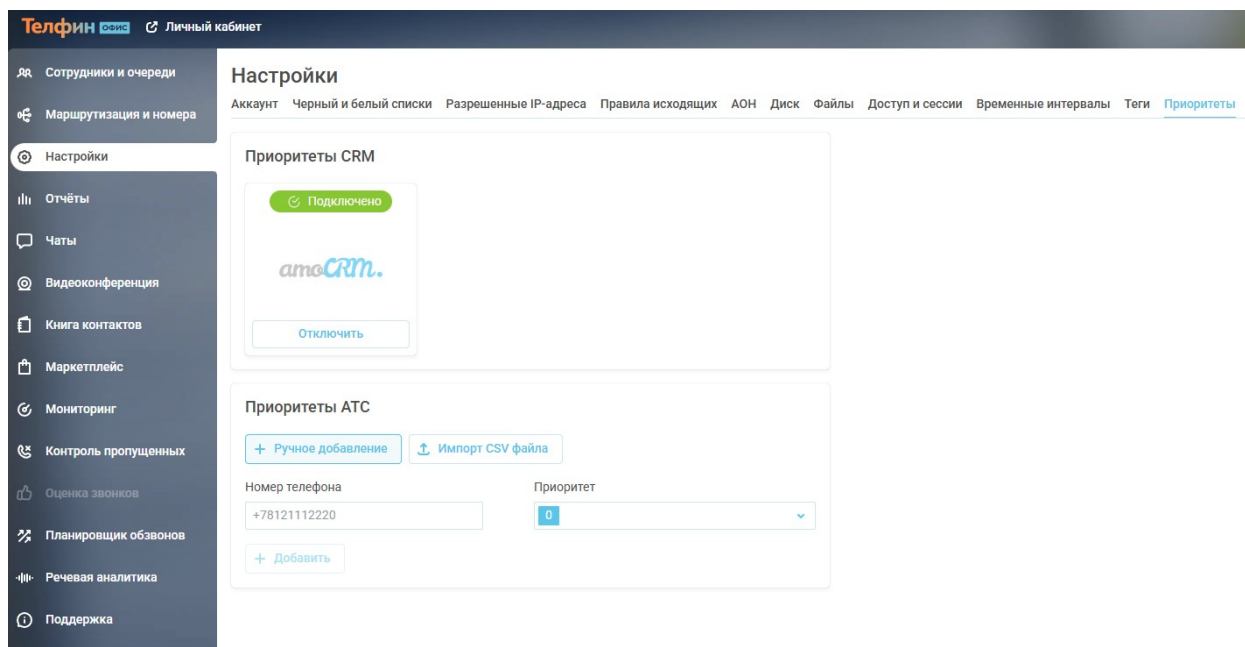 Телфин ОФИС Личный кабинет
Сотрудники и очереди
Маршрутизация и номера
Настройки
Отчёты
Чаты
Видеоконференция
Книга контактов
Маркетплейс
Мониторинг
Контроль пропущенных
Оценка звонков
Планировщик обзвонов
Речевая аналитика
Поддержка
Настройки
Аккаунт Черный и белый списки Разрешенные IP-адреса Правила исходящих АОН Диск Файлы Доступ и сессии Временные интервалы Теги Приоритеты
Приоритеты CRM
Подключено
amoCRM.
Отключить
Приоритеты АТС
+ Ручное добавление Импорт CSV файла
Номер телефона Приоритет
+78121112220 0
+ Добавить